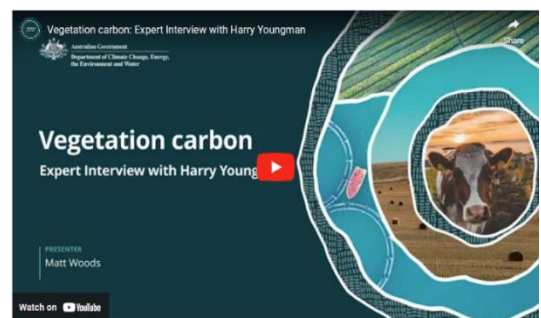 Vegetation carbon: Expert Interview with Harry Youngman
Share
Australian Government
Department of Climate Change, Energy,
the Environment and Water
Vegetation carbon
Expert Interview with Harry Young
PRESENTER
Matt Woods
Watch on YouTube